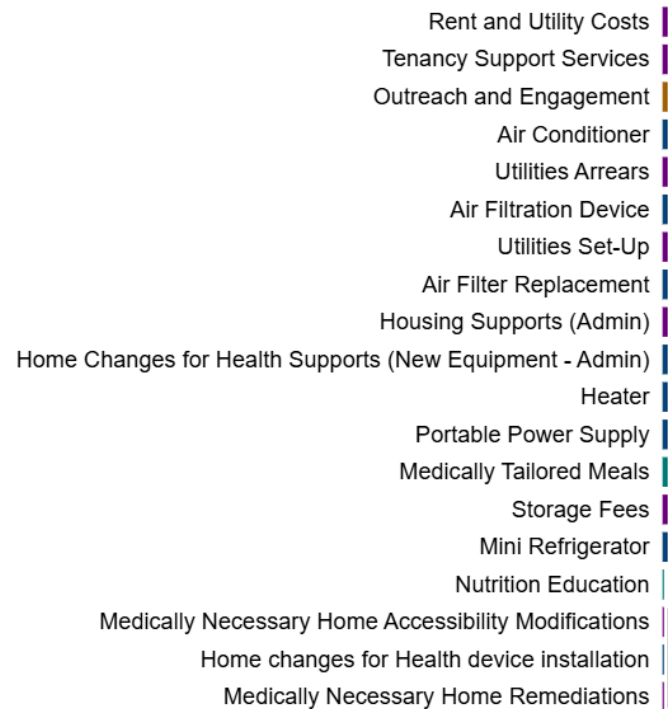 Rent and Utility Costs
Tenancy Support Services
Outreach and Engagement
Air Conditioner
Utilities Arrears
Air Filtration Device
Utilities Set-Up
Air Filter Replacement
Housing Supports (Admin)
Home Changes for Health Supports (New Equipment - Admin)
Heater
Portable Power Supply
Medically Tailored Meals
Storage Fees
Mini Refrigerator
Nutrition Education
Medically Necessary Home Accessibility Modifications
Home changes for Health device installation
Medically Necessary Home Remediations